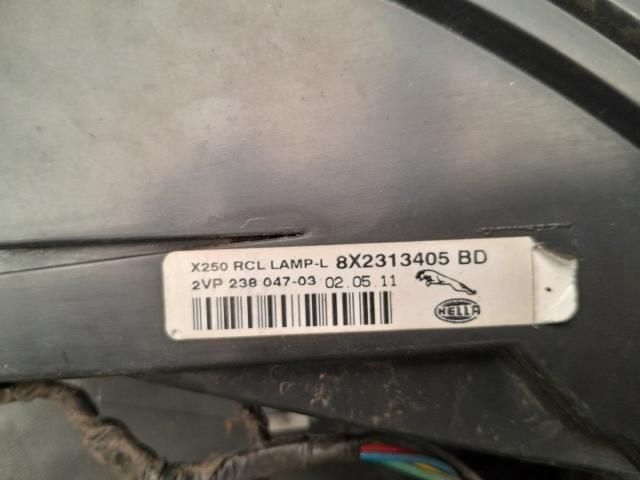 X250 RCL LAMP-L 8X2313405 BD
2VP 238 047-03 02.05.11
HELLA